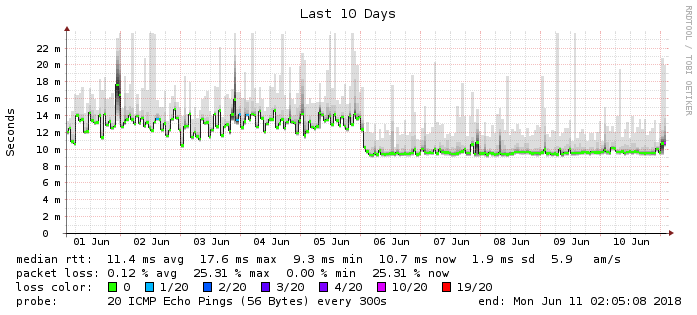 Last 10 Days
RRDTOOL / TOBI OETIKER
Seconds
22 m
20 m
18 m
16 m
14 m
12 m
10 m
8 m
6 m
4 m
2 m
0
01 Jun 02 Jun 03 Jun 04 Jun 05 Jun 06 Jun 07 Jun 08 Jun 09 Jun 10 Jun
median rtt: 11.4 ms avg 17.6 ms max 9.3 ms min 10.7 ms now 1.9 ms sd 5.9 am/s
packet loss: 0.12 % avg 25.31 % max 0.00 % min 25.31 % now
loss color: 0 1/20 2/20 3/20 4/20 10/20 19/20
probe: 20 ICMP Echo Pings (56 Bytes) every 300s end: Mon Jun 11 02:05:08 2018